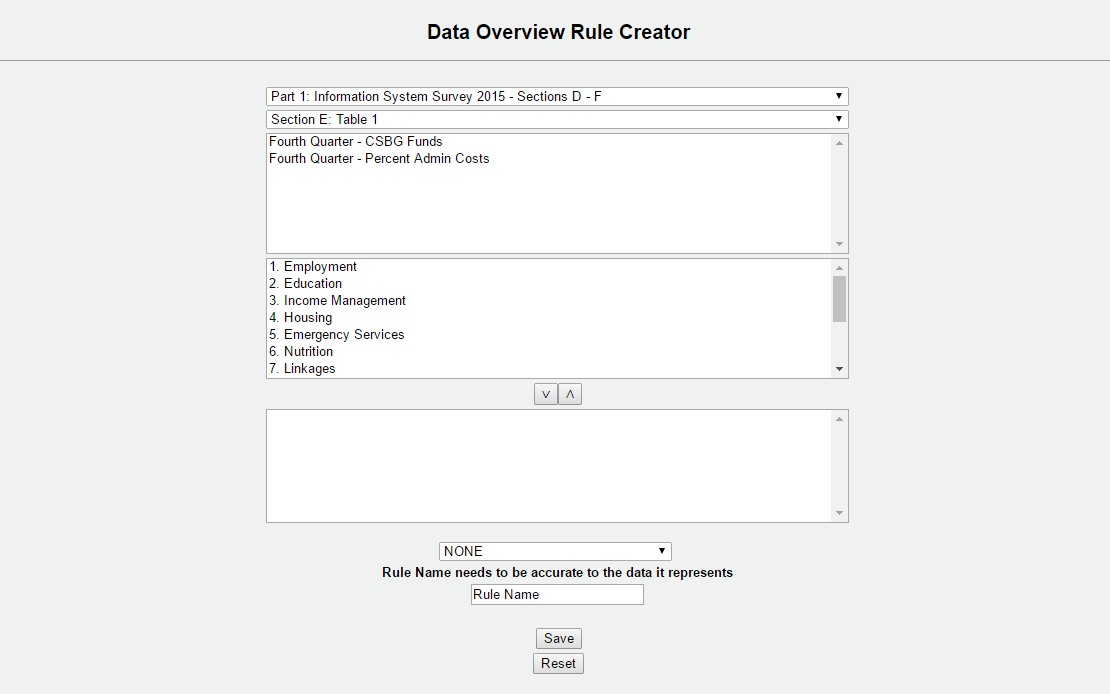 Data Overview Rule Creator
Part 1: Information System Survey 2015 - Sections D - F
Section E: Table 1
Fourth Quarter - CSBG Funds
Fourth Quarter - Percent Admin Costs
1. Employment
2. Education
3. Income Management
4. Housing
5. Emergency Services
6. Nutrition
7. Linkages
NONE
Rule Name needs to be accurate to the data it represents
Rule Name
Save
Reset